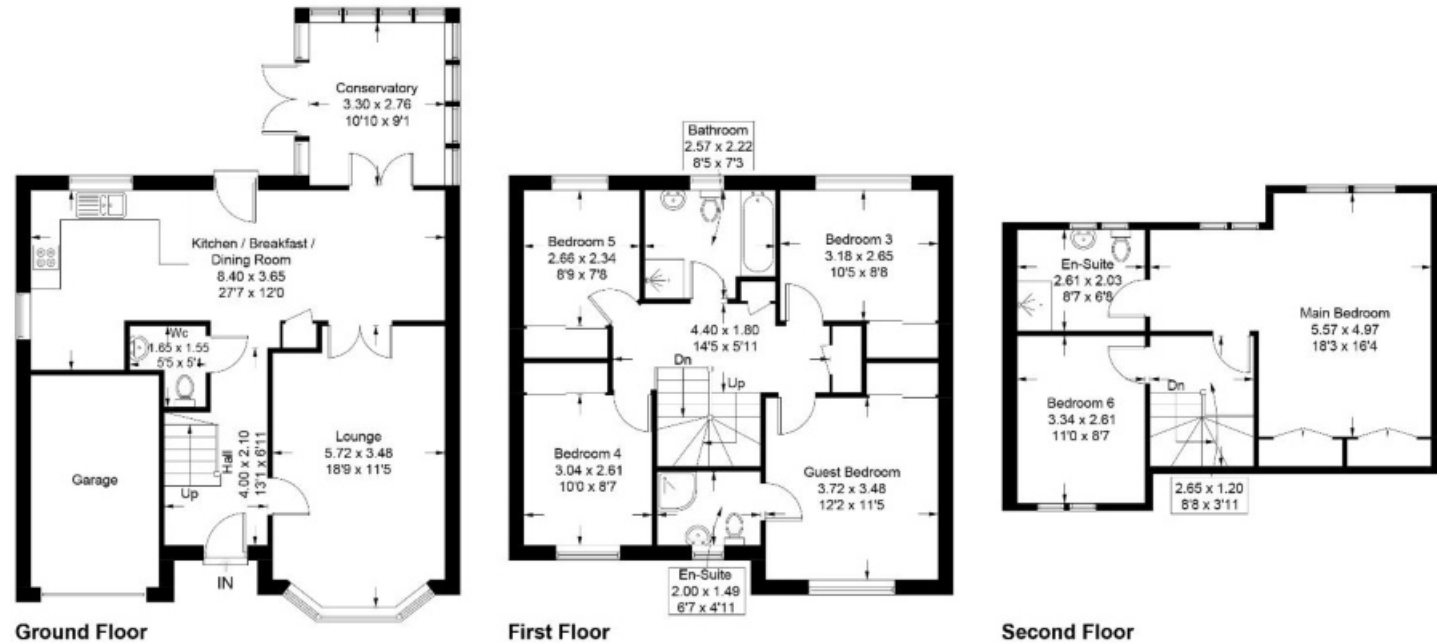 Conservatory
3.30 x 2.76
10'10 x 9'1
Kitchen / Breakfast /
Dining Room
8.40 x 3.65
27'7 x 12'0
Wc
1.65 x 1.55
5'5 x 5'1
Garage
Up
Hall
4.00 x 2.10
13'1 x 6'11
Lounge
5.72 x 3.48
18'9 x 11'5
IN
Ground Floor
Bathroom
2.57 x 2.22
8'5 x 7'3
Bedroom 5
2.66 x 2.34
8'9 x 7'8
Bedroom 3
3.18 x 2.65
10'5 x 8'8
4.40 x 1.80
14'5 x 5'11
Dn
Up
Bedroom 4
3.04 x 2.61
10'0 x 8'7
Guest Bedroom
3.72 x 3.48
12'2 x 11'5
En-Suite
2.00 x 1.49
6'7 x 4'11
First Floor
En-Suite
2.61 x 2.03
8'7 x 6'8
Main Bedroom
5.57 x 4.97
18'3 x 16'4
Dn
Bedroom 6
3.34 x 2.61
11'0 x 8'7
2.65 x 1.20
8'8 x 3'11
Second Floor